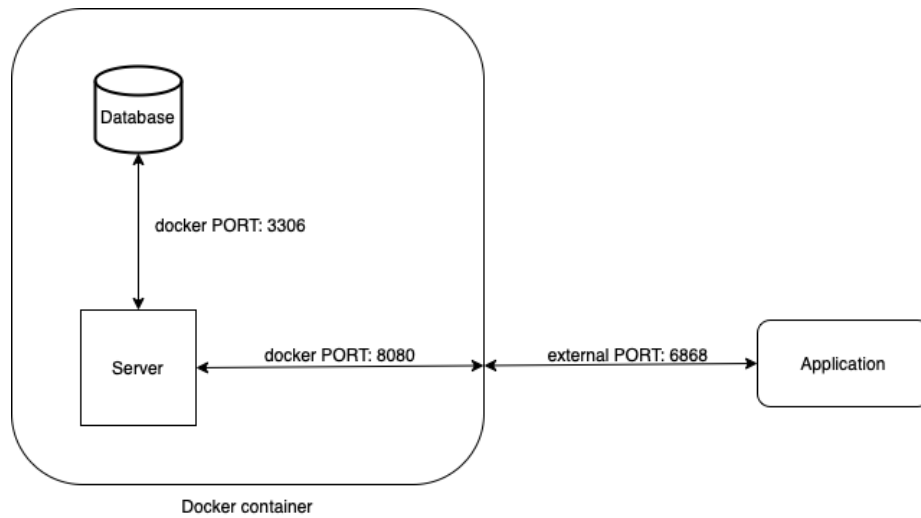 Database
docker PORT: 3306
Server
docker PORT: 8080
external PORT: 6868
Application
Docker container